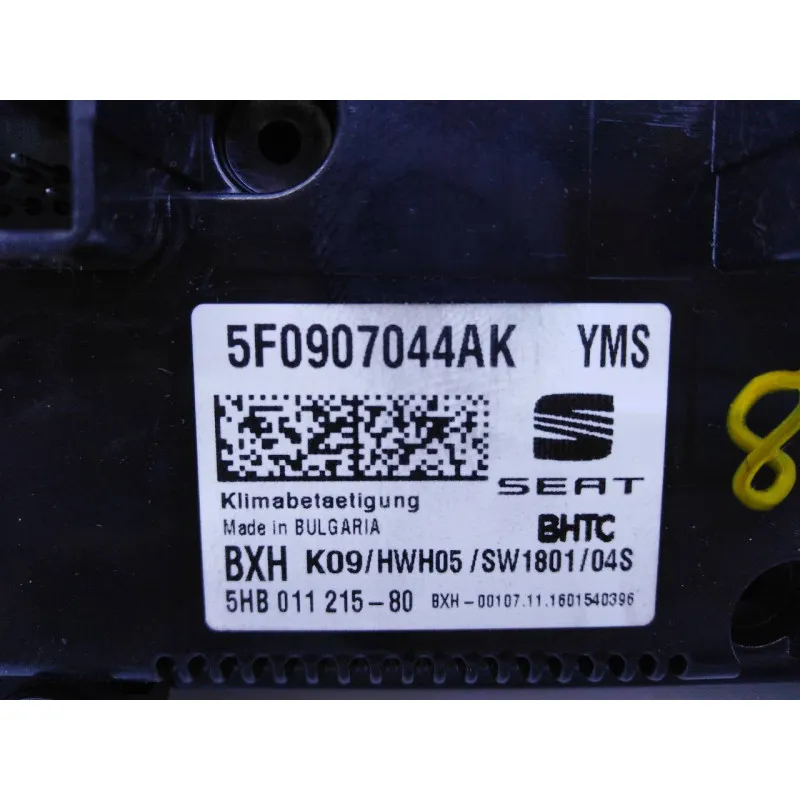 5F0907044AK YMS
SEAT
Klimabetaetigung
Made in BULGARIA BHTC
BXH K09/HWH05/SW1801/04S
5HB 011 215-80 BXH-00107.11.1601540396
8